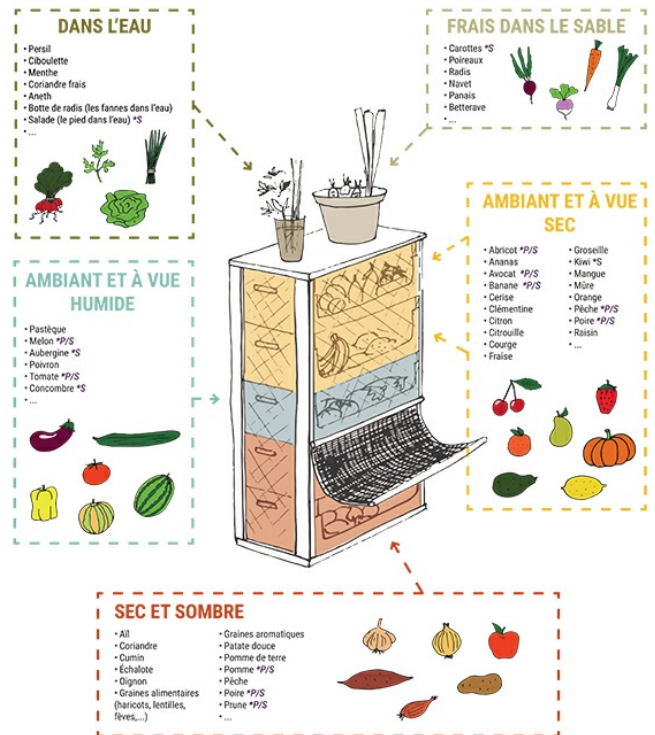 DANS L'EAU
• Persil
• Ciboulette
• Menthe
• Coriandre frais
• Aneth
• Botte de radis (les fannes dans l'eau)
• Salade (le pied dans l'eau) *S
• ...
FRAIS DANS LE SABLE
• Carottes *S
• Poireaux
• Radis
• Navet
• Panais
• Betterave
• ...
AMBIANT ET À VUE
SEC
• Abricot *P/S
• Ananas
• Avocat *P/S
• Banane *P/S
• Cerise
• Clémentine
• Citron
• Citrouille
• Courge
• Fraise
• Groseille
• Kiwi *S
• Mangue
• Mûre
• Orange
• Pêche *P/S
• Poire *P/S
• Raisin
• ...
AMBIANT ET À VUE
HUMIDE
• Pastèque
• Melon *P/S
• Aubergine *S
• Poivron
• Tomate *P/S
• Concombre *S
• ...
SEC ET SOMBRE
• Aïl
• Coriandre
• Cumin
• Échalote
• Oignon
• Graines alimentaires
(haricots, lentilles,
fèves,...)
• Graines aromatiques
• Patate douce
• Pomme de terre
• Pomme *P/S
• Pêche
• Poire *P/S
• Prune *P/S
• ...